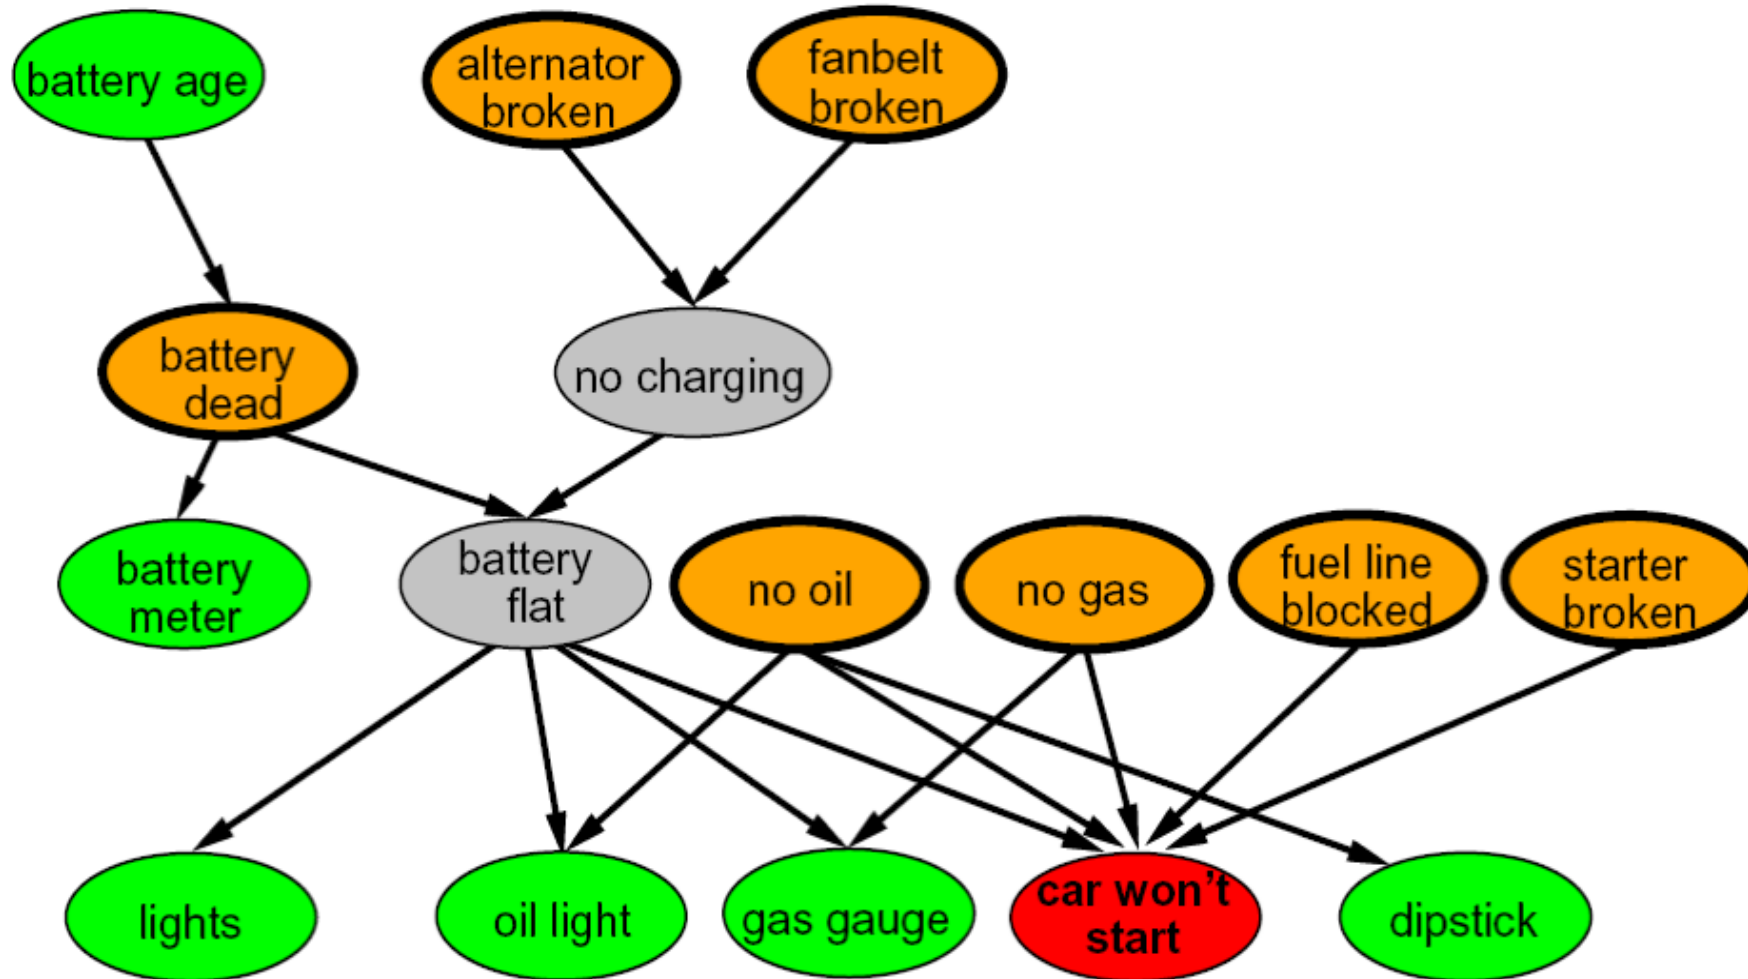 battery age
alternator
broken
fanbelt
broken
battery
dead
no charging
battery
meter
battery
flat
no oil
no gas
fuel line
blocked
starter
broken
lights
oil light
gas gauge
car won't
start
dipstick